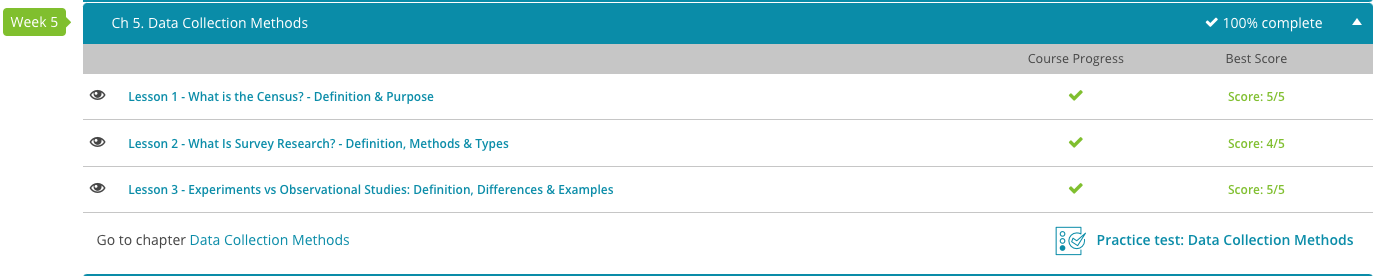 Week 5
Ch 5. Data Collection Methods
100% complete
Course Progress Best Score
Lesson 1 - What is the Census? - Definition & Purpose Score: 5/5
Lesson 2 - What Is Survey Research? - Definition, Methods & Types Score: 4/5
Lesson 3 - Experiments vs Observational Studies: Definition, Differences & Examples Score: 5/5
Go to chapter Data Collection Methods
Practice test: Data Collection Methods